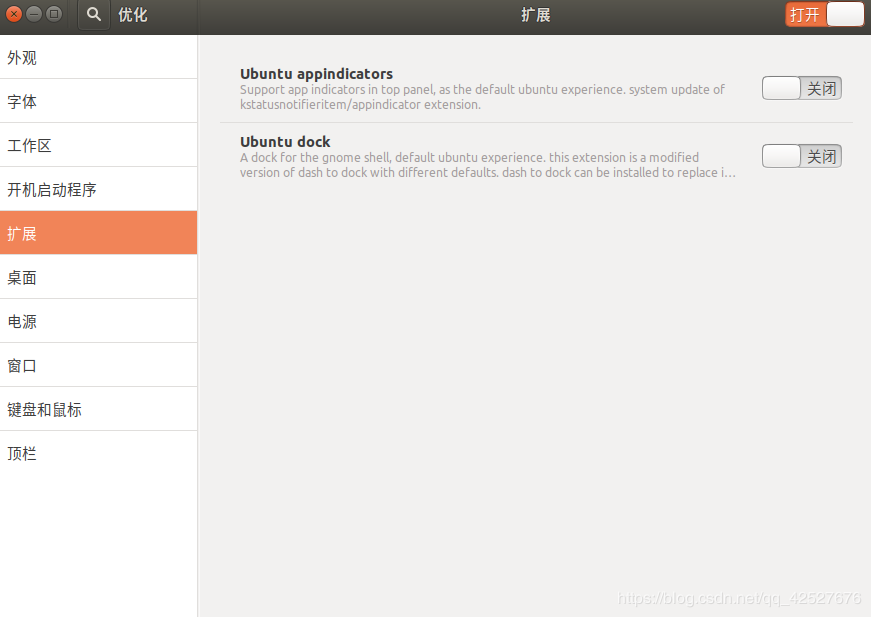 优化
扩展
打开
外观
字体
工作区
开机启动程序
扩展
桌面
电源
窗口
键盘和鼠标
顶栏
Ubuntu appindicators
Support app indicators in top panel, as the default ubuntu experience. system update of
kstatusnotifieritem/appindicator extension.
关闭
Ubuntu dock
A dock for the gnome shell, default ubuntu experience. this extension is a modified
version of dash to dock with different defaults. dash to dock can be installed to replace i…
关闭
https://blog.csdn.net/qq_42527676